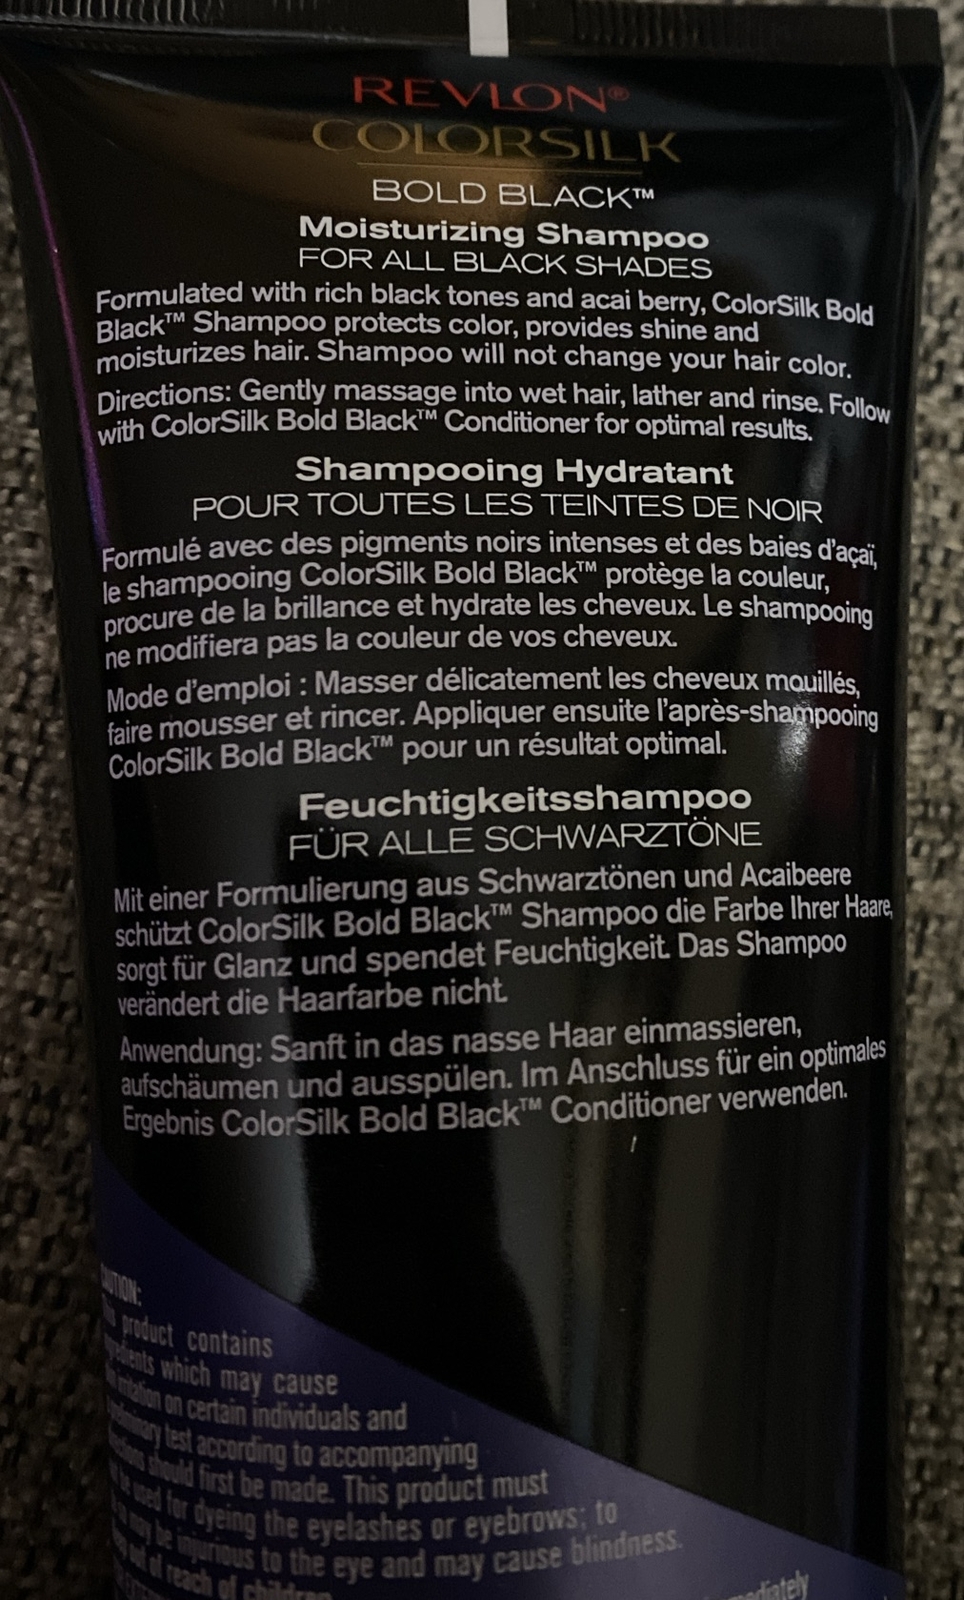 REVLON®
COLORSILK
BOLD BLACK™
Moisturizing Shampoo
FOR ALL BLACK SHADES
Formulated with rich black tones and acai berry, ColorSilk Bold
Black™ Shampoo protects color, provides shine and
moisturizes hair. Shampoo will not change your hair color.
Directions: Gently massage into wet hair, lather and rinse. Follow
with ColorSilk Bold Black™ Conditioner for optimal results.
Shampooing Hydratant
POUR TOUTES LES TEINTES DE NOIR
Formulé avec des pigments noirs intenses et des baies d'açaï,
le shampooing ColorSilk Bold Black™ protège la couleur,
procure de la brillance et hydrate les cheveux. Le shampooing
ne modifiera pas la couleur de vos cheveux.
Mode d'emploi : Masser délicatement les cheveux mouillés,
faire mousser et rincer. Appliquer ensuite l'après-shampooing
ColorSilk Bold Black™ pour un résultat optimal.
Feuchtigkeitsshampoo
FÜR ALLE SCHWARZTÖNE
Mit einer Formulierung aus Schwarztönen und Acaibeere
schützt ColorSilk Bold Black™ Shampoo die Farbe Ihrer Haare,
sorgt für Glanz und spendet Feuchtigkeit. Das Shampoo
verändert die Haarfarbe nicht.
Anwendung: Sanft in das nasse Haar einmassieren,
aufschäumen und ausspülen. Im Anschluss für ein optimales
Ergebnis ColorSilk Bold Black™ Conditioner verwenden.
CAUTION:
product contains
which may cause
irritation on certain individuals and
test according to accompanying
should first be made. This product must
be used for dyeing the eyelashes or eyebrows; to
may be injurious to the eye and may cause blindness.
out of reach of children